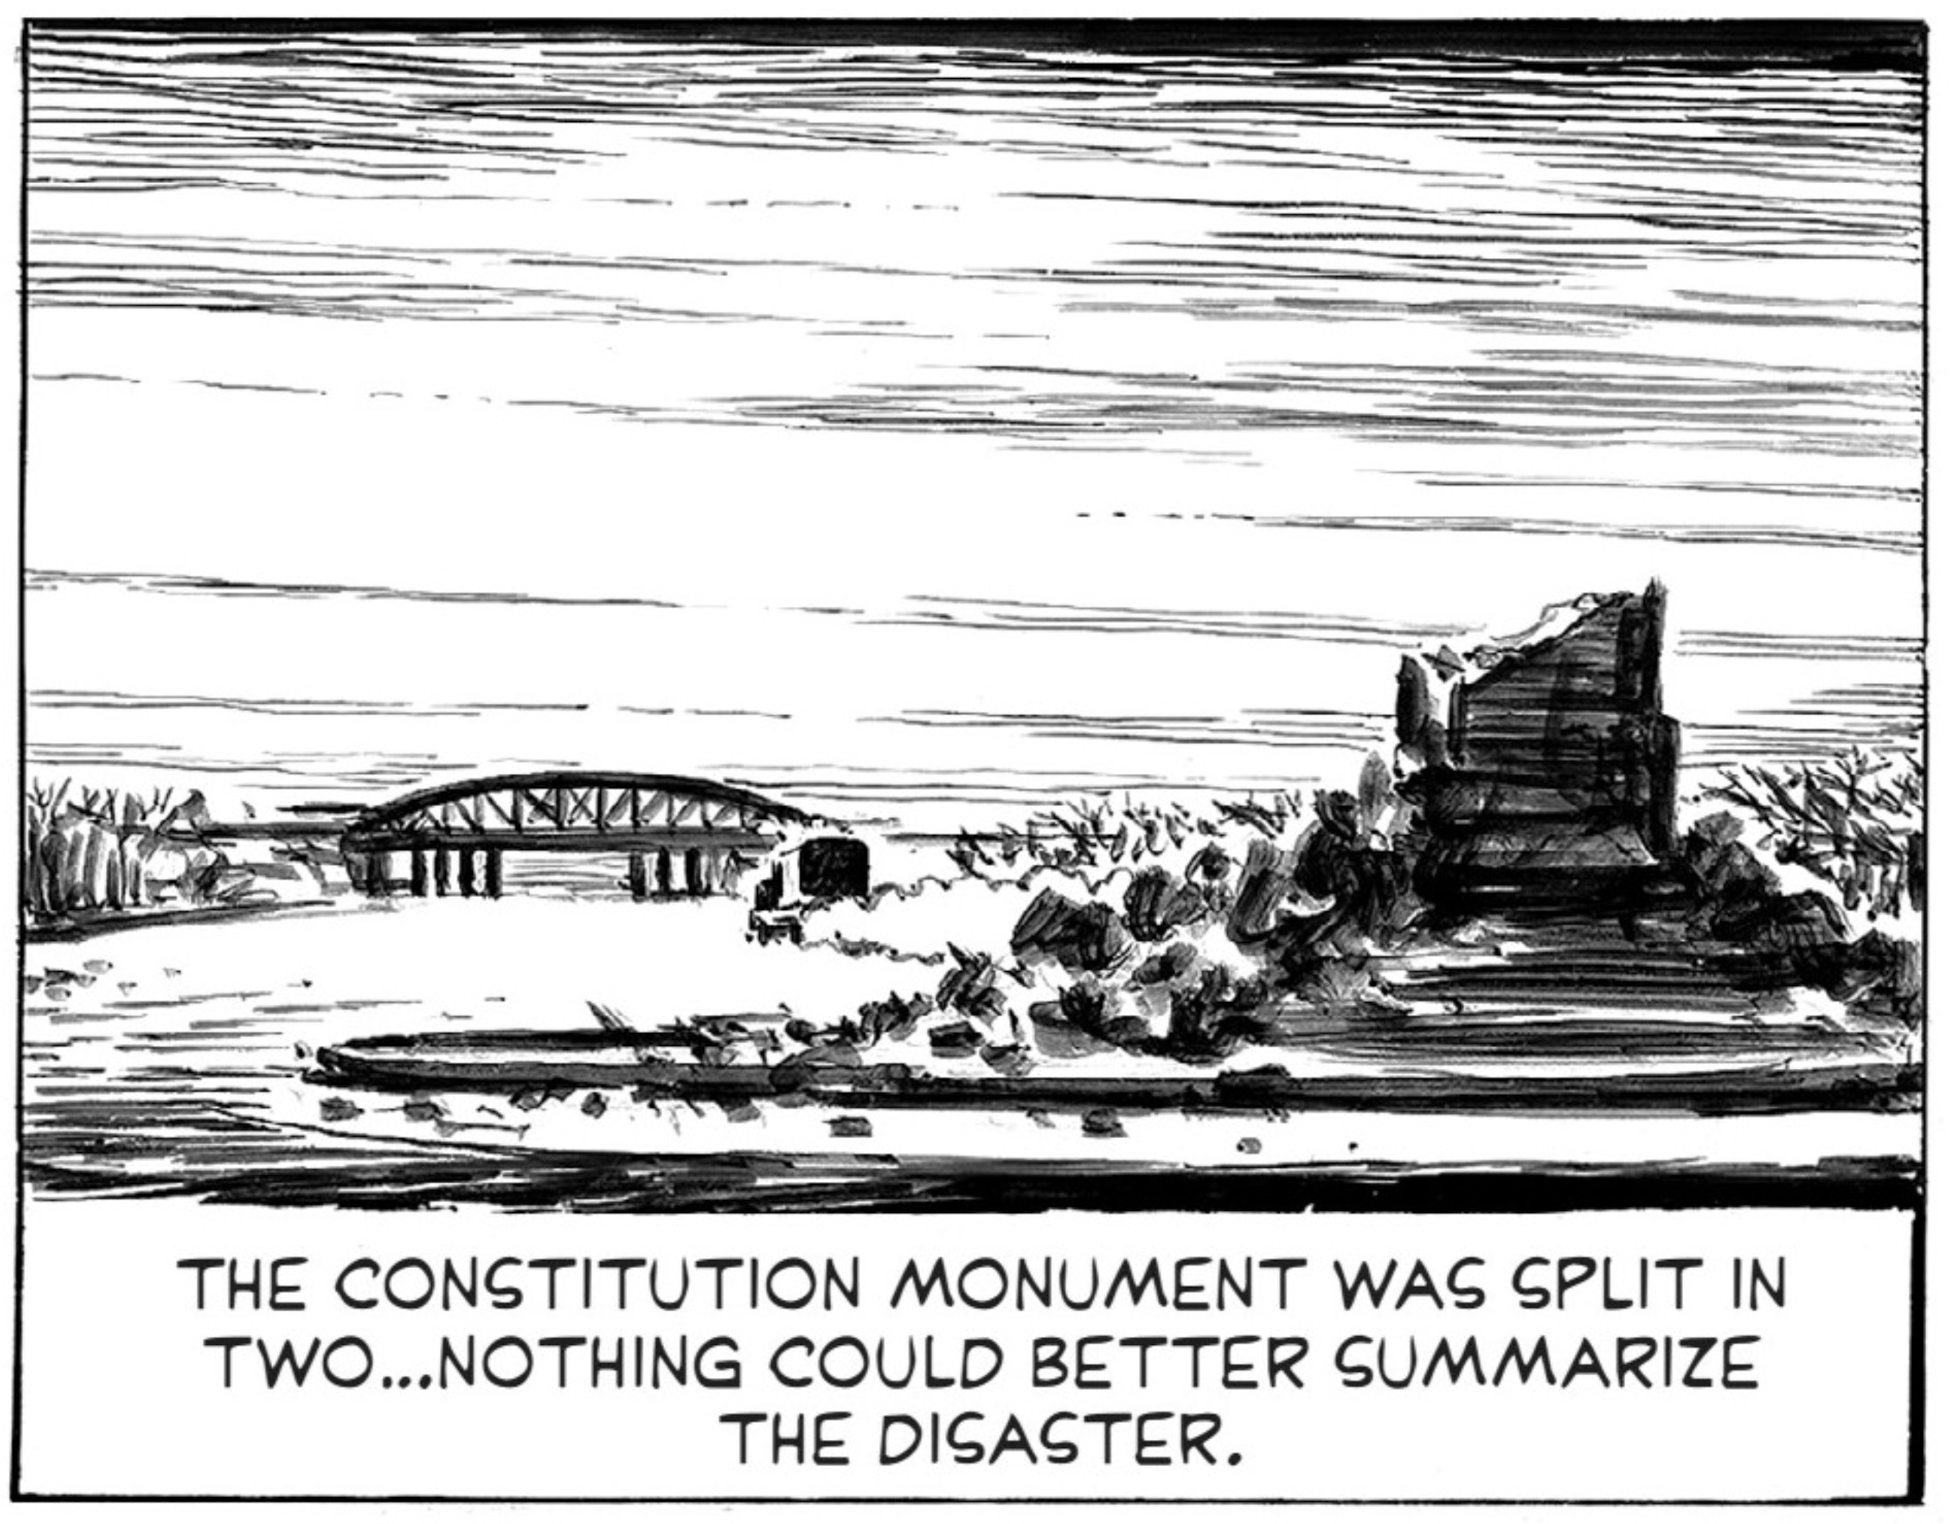 THE CONSTITUTION MONUMENT WAS SPLIT IN
TWO...NOTHING COULD BETTER SUMMARIZE
THE DISASTER.